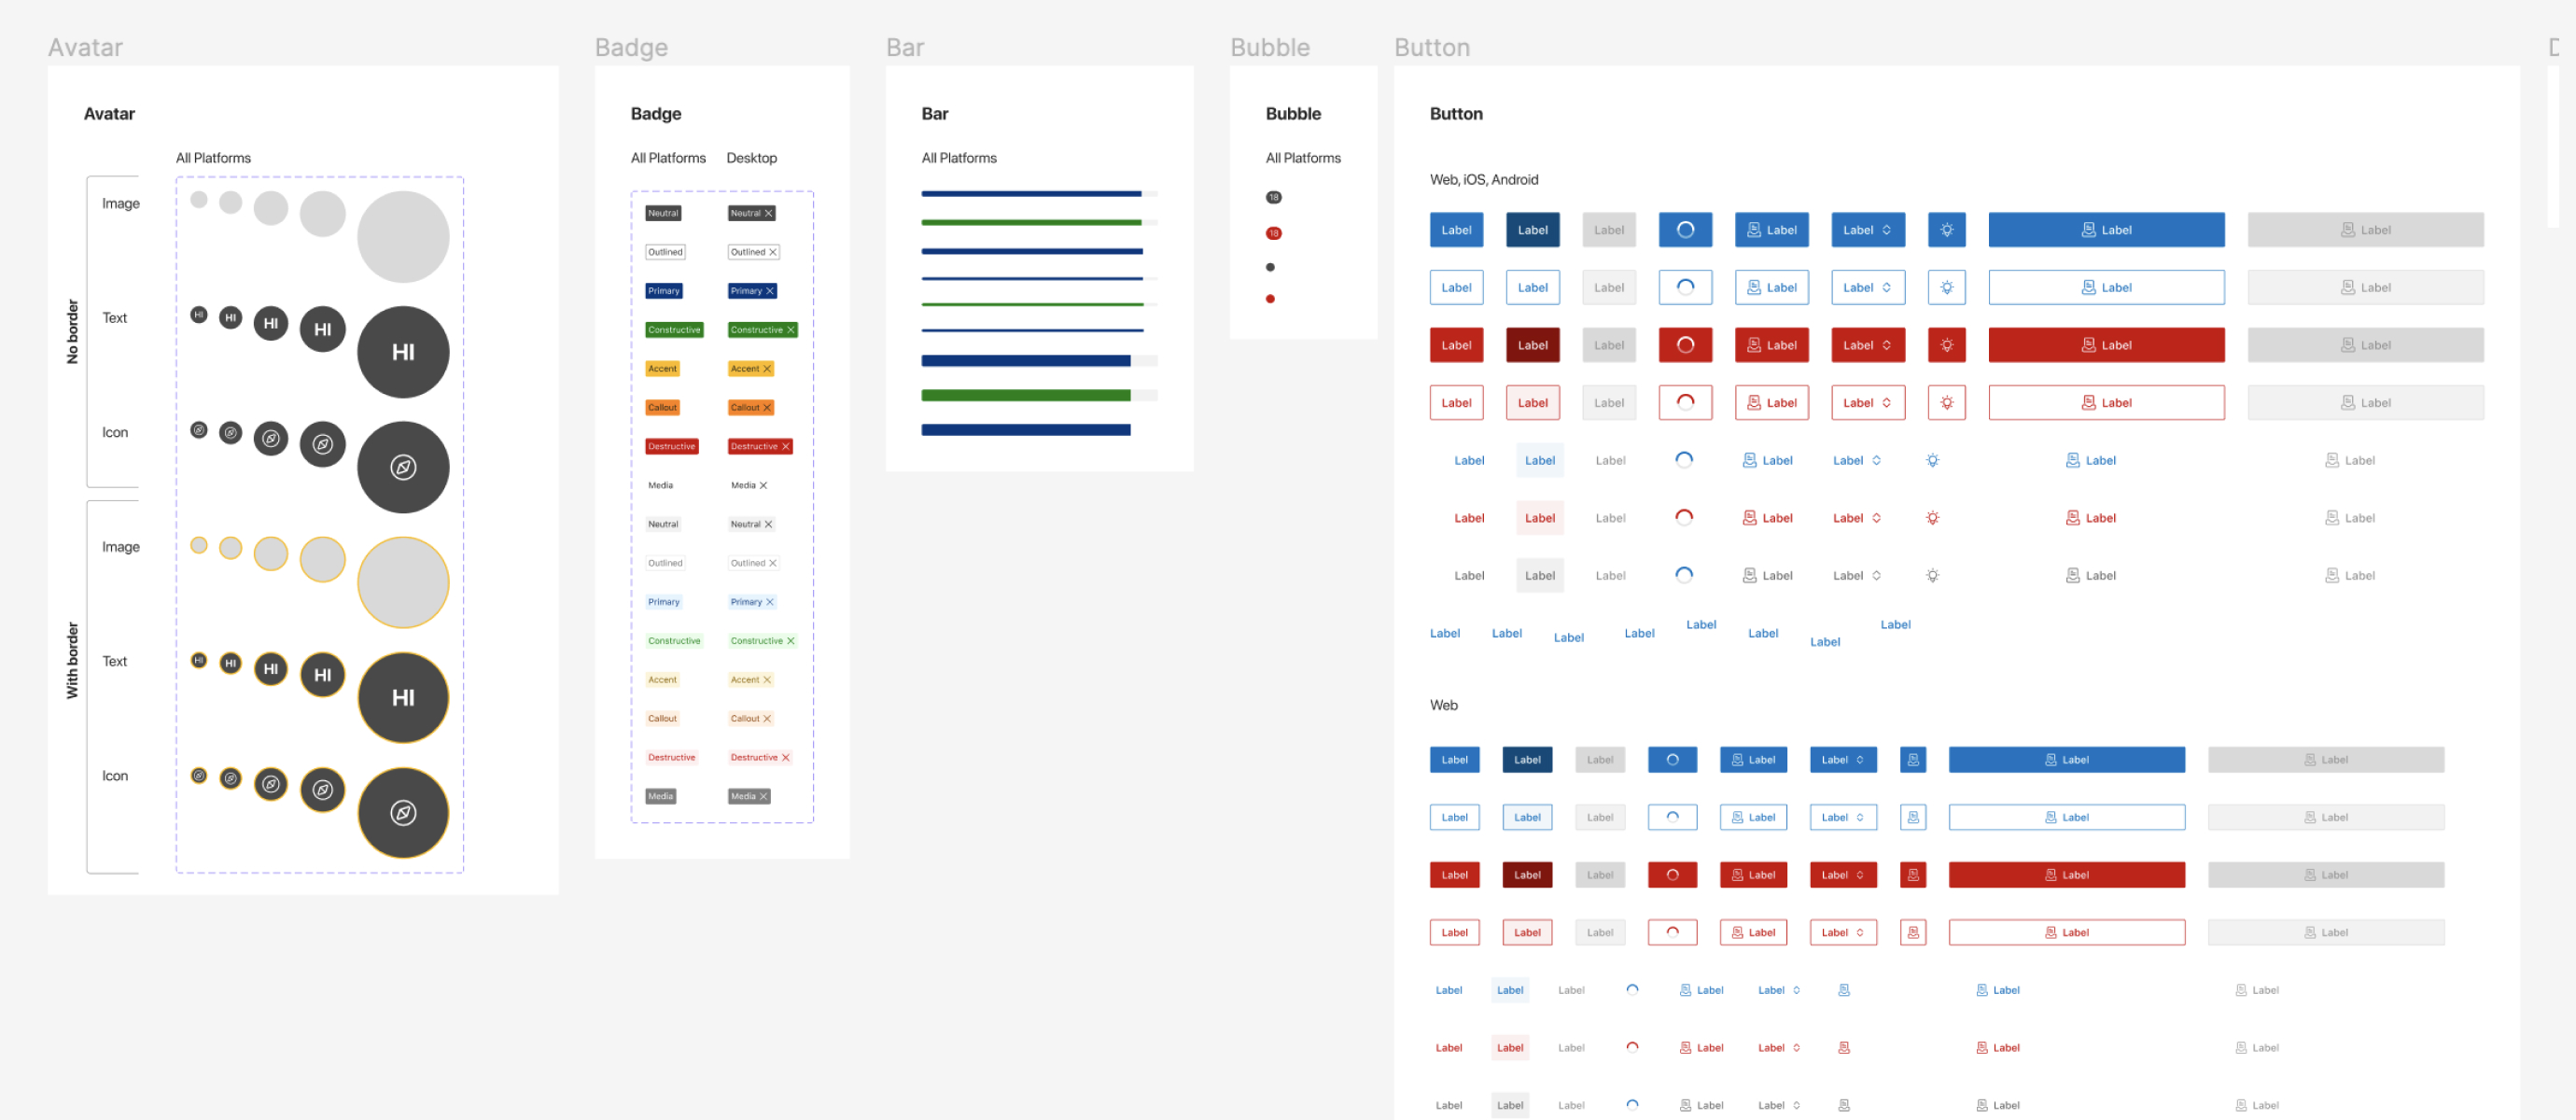 Avatar
Avatar
All Platforms
No border
Image
Text
HI HI HI HI HI
Icon
With border
Image
Text
HI HI HI HI HI
Icon
Badge
Badge
All Platforms Desktop
Neutral Neutral
Outlined Outlined
Primary Primary
Constructive Constructive
Accent Accent
Callout Callout
Destructive Destructive
Media Media
Neutral Neutral
Outlined Outlined
Primary Primary
Constructive Constructive
Accent Accent
Callout Callout
Destructive Destructive
Media Media
Bar
Bar
All Platforms
Bubble
Bubble
All Platforms
18
18
Button
Button
Web, iOS, Android
Label Label Label Label Label Label Label
Label Label Label Label Label Label Label
Label Label Label Label Label Label Label
Label Label Label Label Label Label Label
Label Label Label Label Label Label Label
Label Label Label Label Label Label Label
Label Label Label Label Label Label Label
Label Label Label Label Label Label Label Label
Web
Label Label Label Label Label Label Label
Label Label Label Label Label Label Label
Label Label Label Label Label Label Label
Label Label Label Label Label Label Label
Label Label Label Label Label Label Label
Label Label Label Label Label Label Label
Label Label Label Label Label Label Label